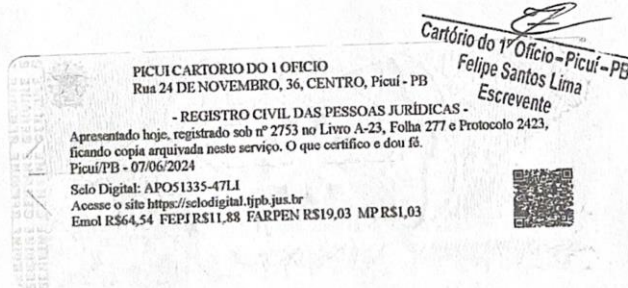 Cartório do 1º Ofício-Picuí-PB
Felipe Santos Lima
Escrevente
PICUI CARTORIO DO 1 OFICIO
Rua 24 DE NOVEMBRO, 36, CENTRO, Picuí - PB
- REGISTRO CIVIL DAS PESSOAS JURÍDICAS -
Apresentado hoje, registrado sob nº 2753 no Livro A-23, Folha 277 e Protocolo 2423,
ficando copia arquivada neste serviço. O que certifico e dou fé.
Picuí/PB - 07/06/2024
Selo Digital: APO51335-47LI
Acesse o site https://selodigital.tjpb.jus.br
Emol R$64,54 FEPJ R$11,88 FARPEN R$19,03 MP R$1,03